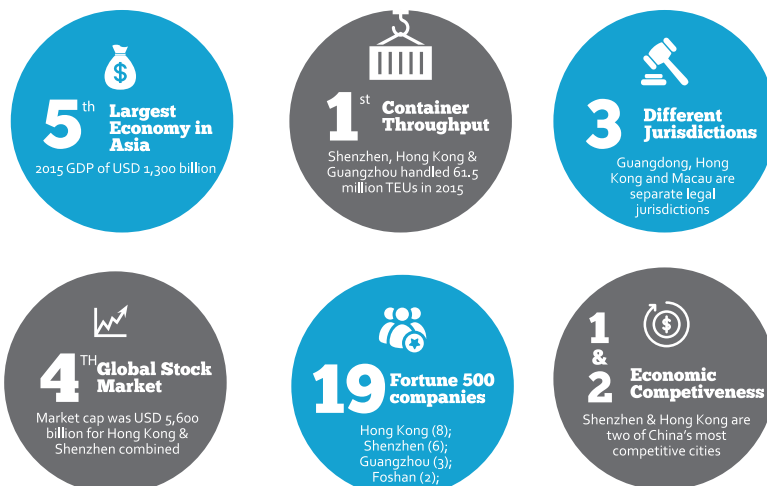 $
5th Largest
Economy in
Asia
2015 GDP of USD 1,300 billion
1st Container
Throughput
Shenzhen, Hong Kong &
Guangzhou handled 61.5
million TEUs in 2015
3 Different
Jurisdictions
Guangdong, Hong
Kong and Macau are
separate legal
jurisdictions
4TH Global Stock
Market
Market cap was USD 5,600
billion for Hong Kong &
Shenzhen combined
19 Fortune 500
companies
Hong Kong (8);
Shenzhen (6);
Guangzhou (3);
Foshan (2);
$
1
&
2
Economic
Competiveness
Shenzhen & Hong Kong are
two of China's most
competitive cities